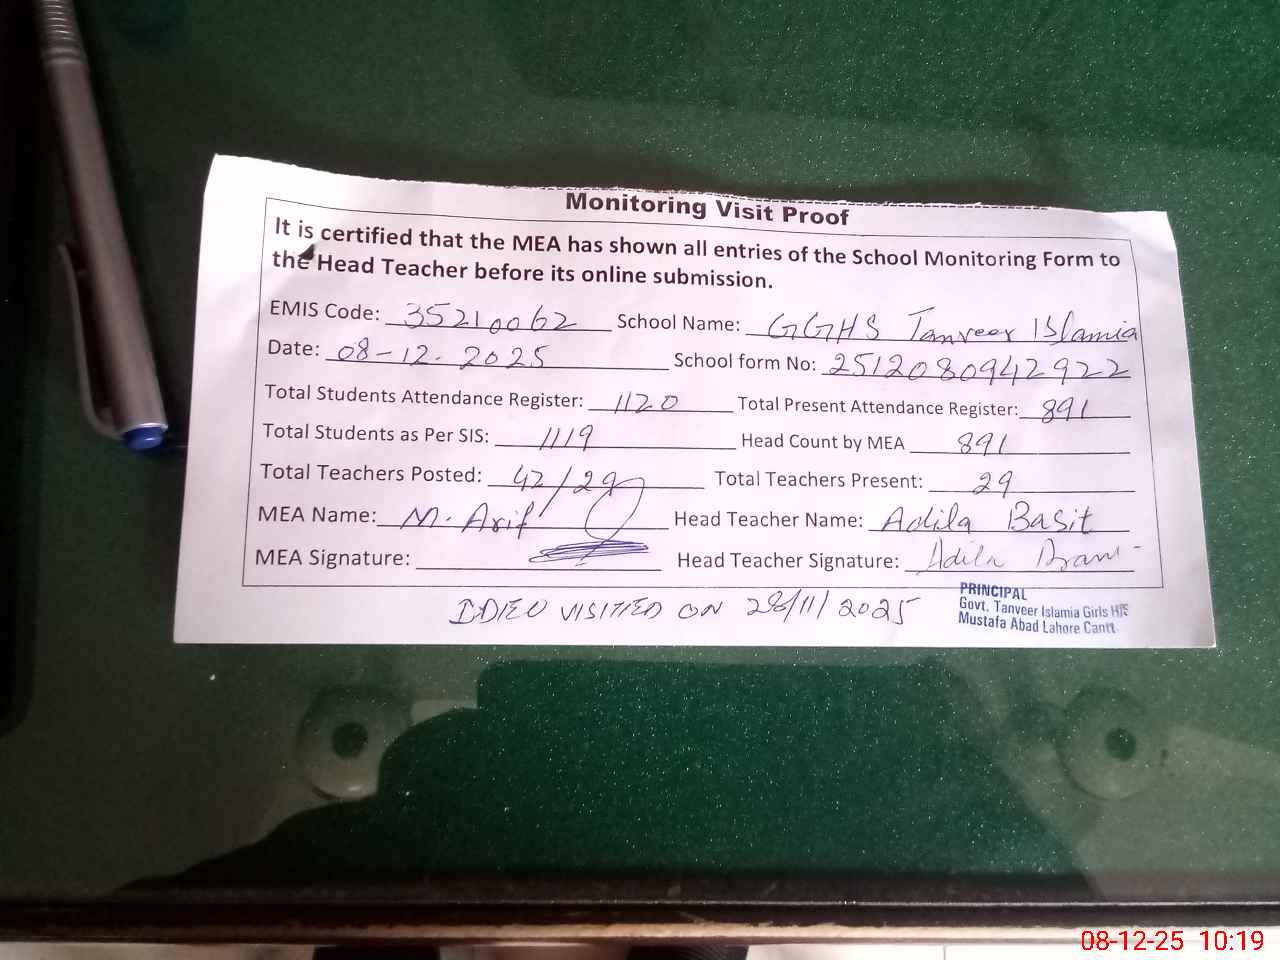 Monitoring Visit Proof
It is certified that the MEA has shown all entries of the School Monitoring Form to
the Head Teacher before its online submission.
EMIS Code: 35210062 School Name: GGHS Tanveer Islamia
Date: 08-12-2025 School form No: 2512080942922
Total Students Attendance Register: 1120 Total Present Attendance Register: 891
Total Students as Per SIS: 1119 Head Count by MEA 891
Total Teachers Posted: 42/29 Total Teachers Present: 29
MEA Name: M. Arif Head Teacher Name: Adila Basit
MEA Signature: Head Teacher Signature: Adila
VISITIED ON 28/11/2025
PRINCIPAL
Govt. Tanveer Islamia Girls H/S
Mustafa Abad Lahore Cantt
08-12-25 10:19